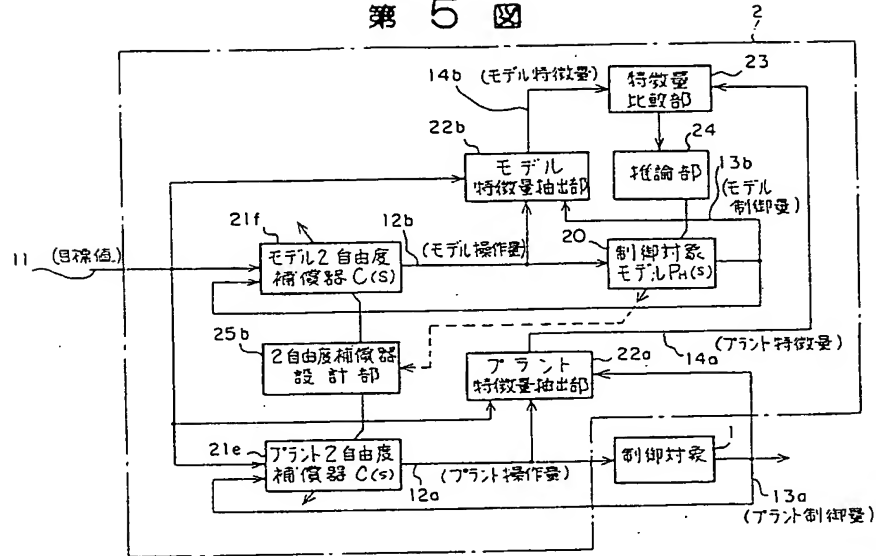 第 5 図
2
14b
(モデル特徴量)
特徴量
比較部
23
22b
モデル
特徴量抽出部
24
推論部
13b
(モデル
制御量)
11
(目標値)
21f
モデル2自由度
補償器 C(S)
12b
(モデル操作量)
20
制御対象
モデル PM(S)
25b
2自由度補償器
設計部
プラント
特徴量抽出部
22a
14a
(プラント特徴量)
21e
プラント2自由度
補償器 C(S)
12a
(プラント操作量)
制御対象
1
13a
(プラント制御量)